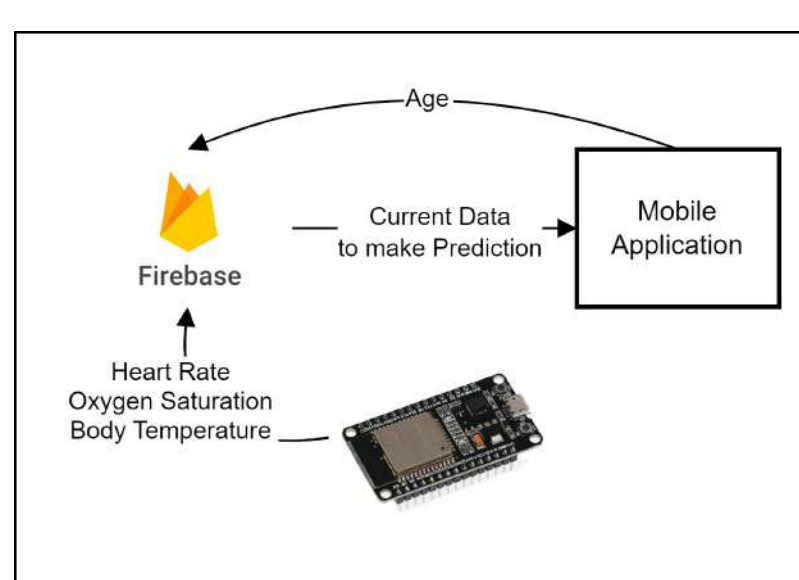 Age
Current Data
to make Prediction
Mobile
Application
Firebase
Heart Rate
Oxygen Saturation
Body Temperature